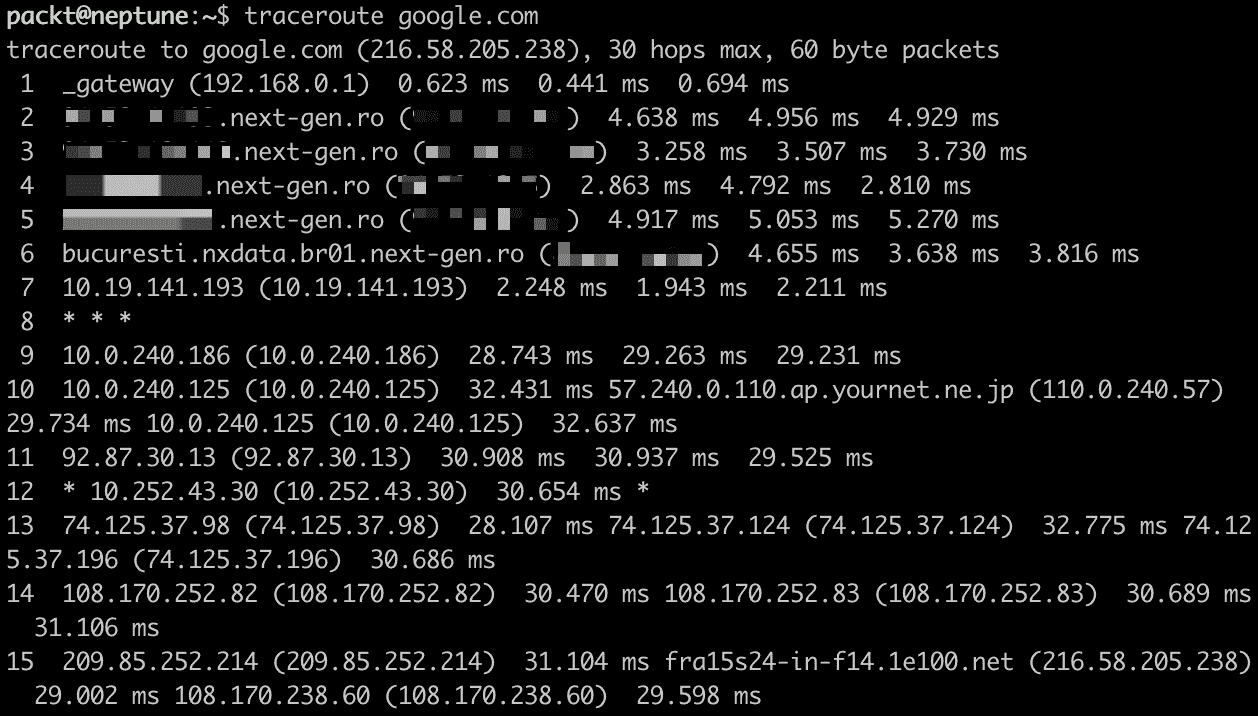 packt@neptune:~$ traceroute google.com
traceroute to google.com (216.58.205.238), 30 hops max, 60 byte packets
1 _gateway (192.168.0.1) 0.623 ms 0.441 ms 0.694 ms
2 .next-gen.ro ( ) 4.638 ms 4.956 ms 4.929 ms
3 .next-gen.ro ( ) 3.258 ms 3.507 ms 3.730 ms
4 .next-gen.ro ( ) 2.863 ms 4.792 ms 2.810 ms
5 .next-gen.ro ( ) 4.917 ms 5.053 ms 5.270 ms
6 bucuresti.nxdata.br01.next-gen.ro ( ) 4.655 ms 3.638 ms 3.816 ms
7 10.19.141.193 (10.19.141.193) 2.248 ms 1.943 ms 2.211 ms
8 * * *
9 10.0.240.186 (10.0.240.186) 28.743 ms 29.263 ms 29.231 ms
10 10.0.240.125 (10.0.240.125) 32.431 ms 57.240.0.110.ap.yournet.ne.jp (110.0.240.57)
29.734 ms 10.0.240.125 (10.0.240.125) 32.637 ms
11 92.87.30.13 (92.87.30.13) 30.908 ms 30.937 ms 29.525 ms
12 * 10.252.43.30 (10.252.43.30) 30.654 ms *
13 74.125.37.98 (74.125.37.98) 28.107 ms 74.125.37.124 (74.125.37.124) 32.775 ms 74.12
5.37.196 (74.125.37.196) 30.686 ms
14 108.170.252.82 (108.170.252.82) 30.470 ms 108.170.252.83 (108.170.252.83) 30.689 ms
31.106 ms
15 209.85.252.214 (209.85.252.214) 31.104 ms fra15s24-in-f14.1e100.net (216.58.205.238)
29.002 ms 108.170.238.60 (108.170.238.60) 29.598 ms